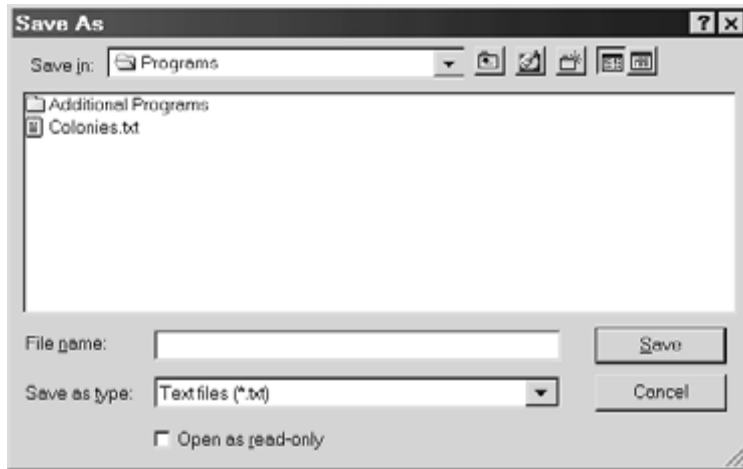 Save As
Save in: Programs
Additional Programs
Colonies.txt
File name:
Save
Save as type: Text files (*.txt)
Cancel
Open as read-only